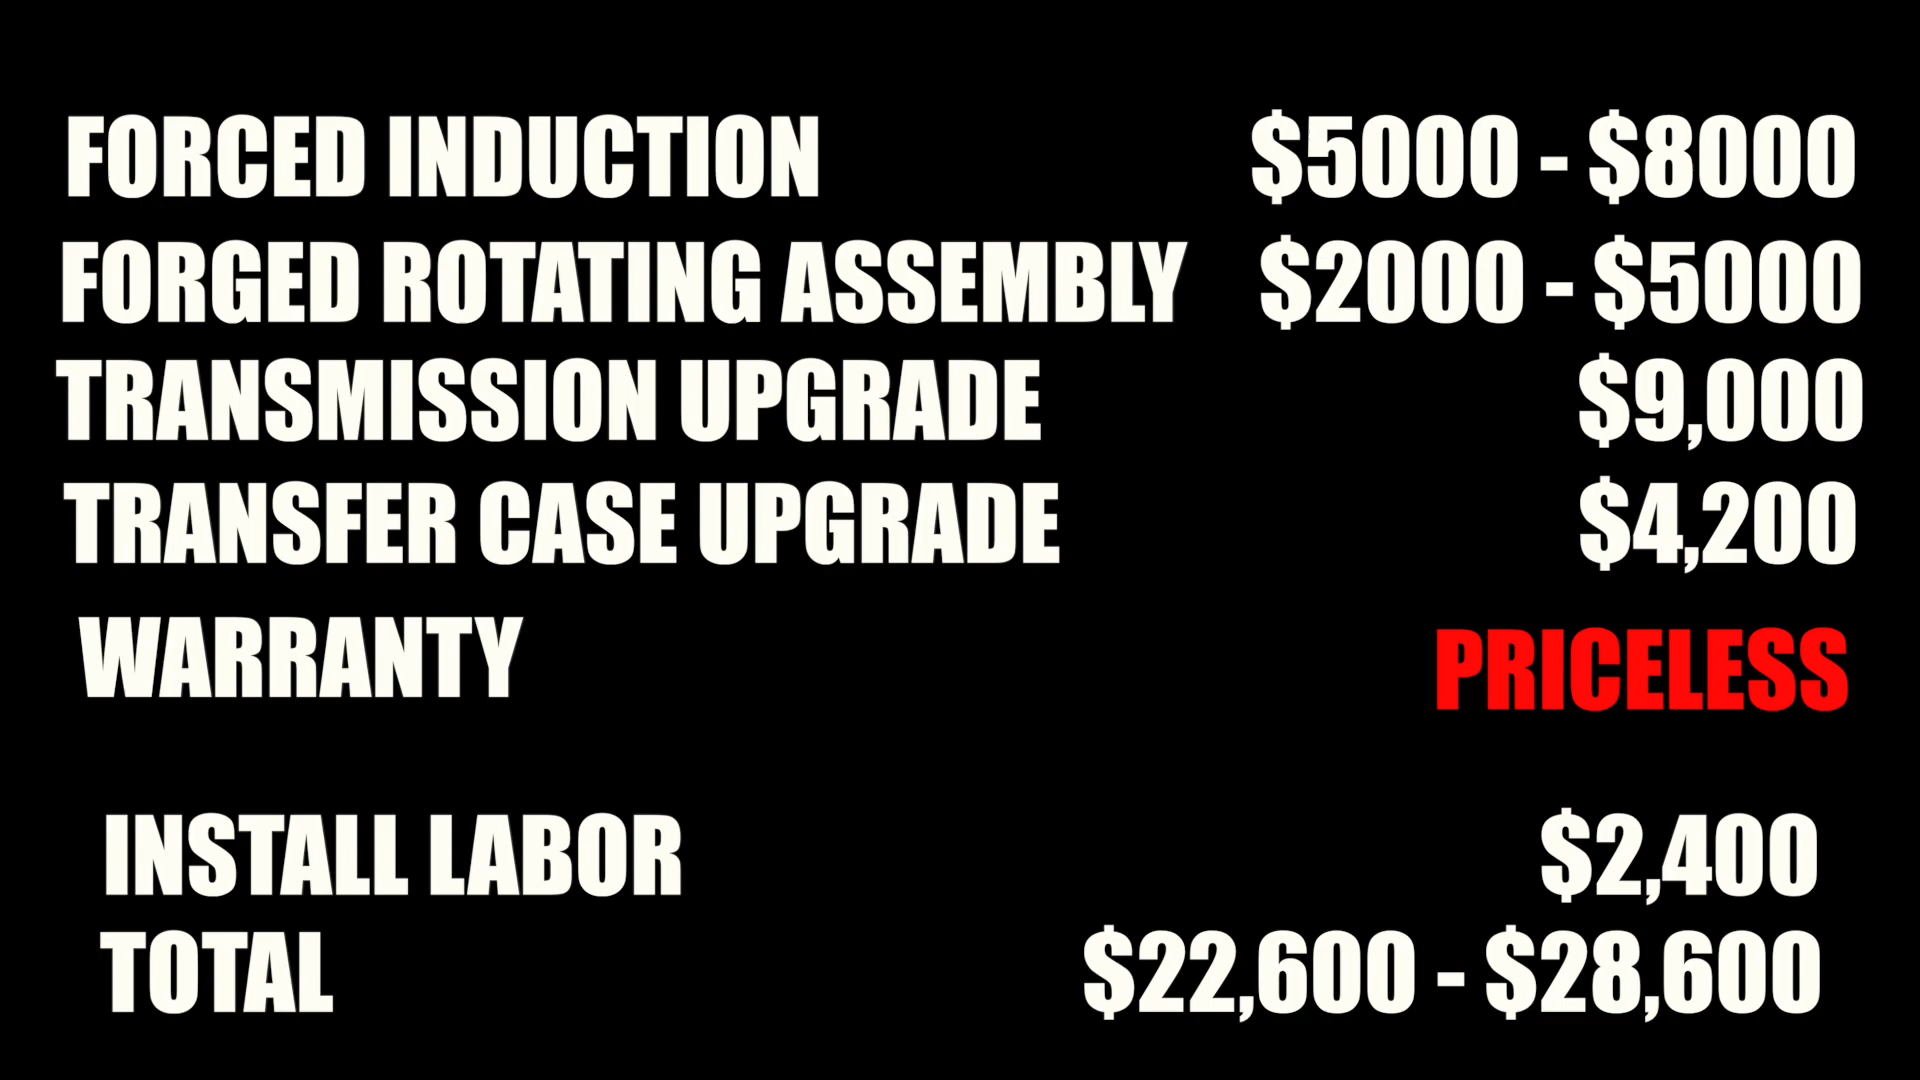 FORCED INDUCTION $5000 - $8000
FORGED ROTATING ASSEMBLY $2000 - $5000
TRANSMISSION UPGRADE $9,000
TRANSFER CASE UPGRADE $4,200
WARRANTY PRICELESS
INSTALL LABOR $2,400
TOTAL $22,600 - $28,600